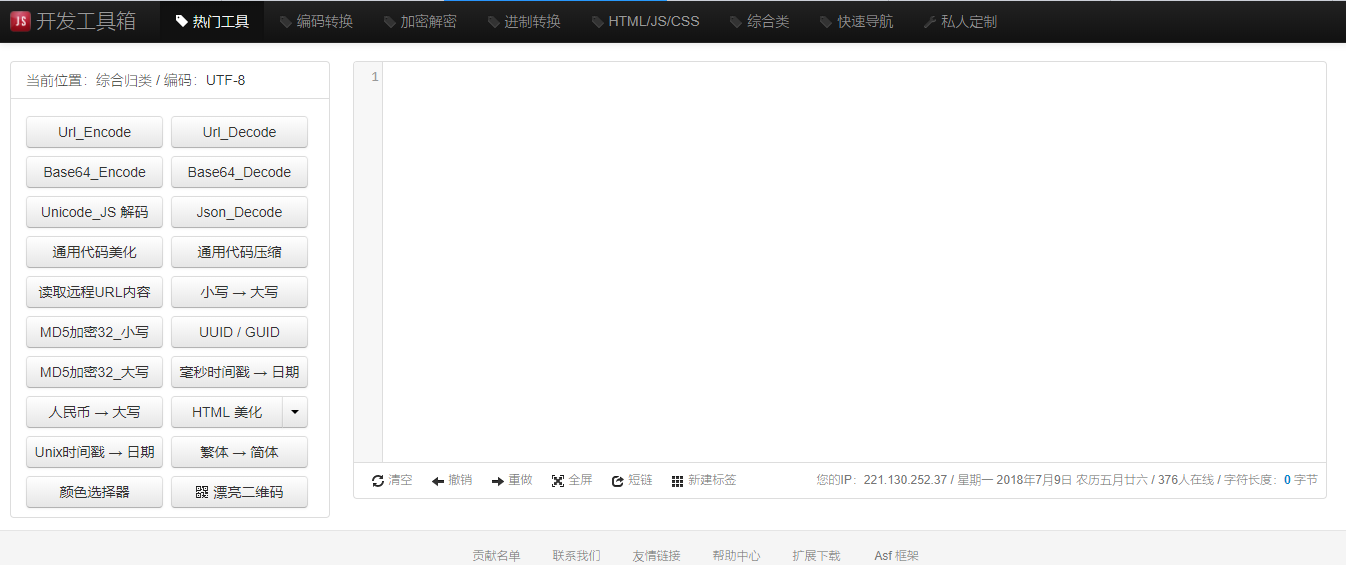 JS 开发工具箱 热门工具 编码转换 加密解密 进制转换 HTML/JS/CSS 综合类 快速导航 私人定制
当前位置：综合归类 / 编码：UTF-8
Url_Encode Url_Decode
Base64_Encode Base64_Decode
Unicode_JS 解码 Json_Decode
通用代码美化 通用代码压缩
读取远程URL内容 小写 → 大写
MD5加密32_小写 UUID / GUID
MD5加密32_大写 毫秒时间戳 → 日期
人民币 → 大写 HTML 美化
Unix时间戳 → 日期 繁体 → 简体
颜色选择器 漂亮二维码
1
清空 撤销 重做 全屏 短链 新建标签 您的IP：221.130.252.37 / 星期一 2018年7月9日 农历五月廿六 / 376人在线 / 字符长度：0 字节
贡献名单 联系我们 友情链接 帮助中心 扩展下载 Asf 框架